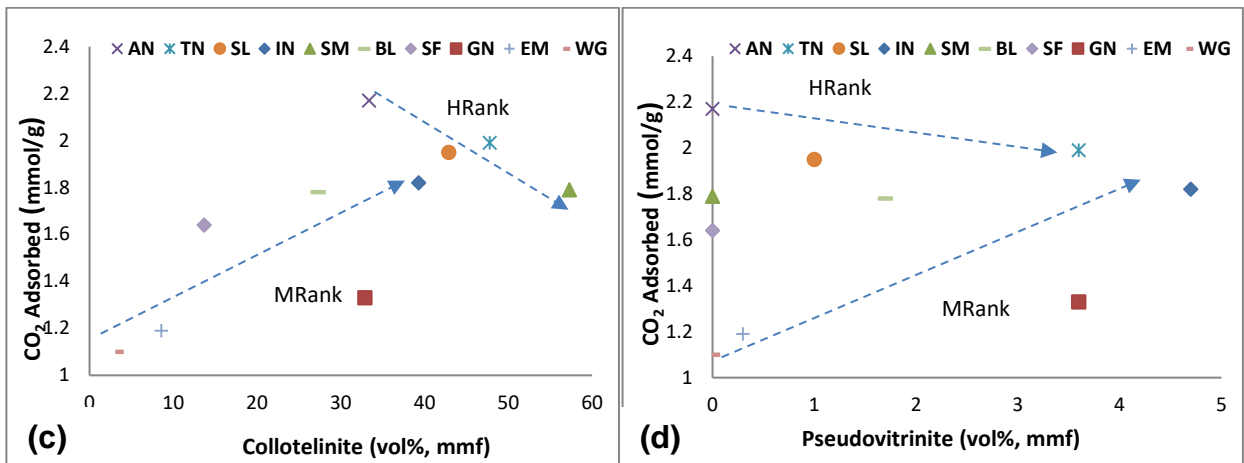 AN TN SL IN SM BL SF GN EM WG
2.4
2.2
2
1.8
1.6
1.4
1.2
1
CO₂ Adsorbed (mmol/g)
HRank
MRank
0 10 20 30 40 50 60
(c)
Collotelinite (vol%, mmf)
AN TN SL IN SM BL SF GN EM WG
2.4
2.2
2
1.8
1.6
1.4
1.2
1
CO₂ Adsorbed (mmol/g)
HRank
MRank
0 1 2 3 4 5
(d)
Pseudovitrinite (vol%, mmf)